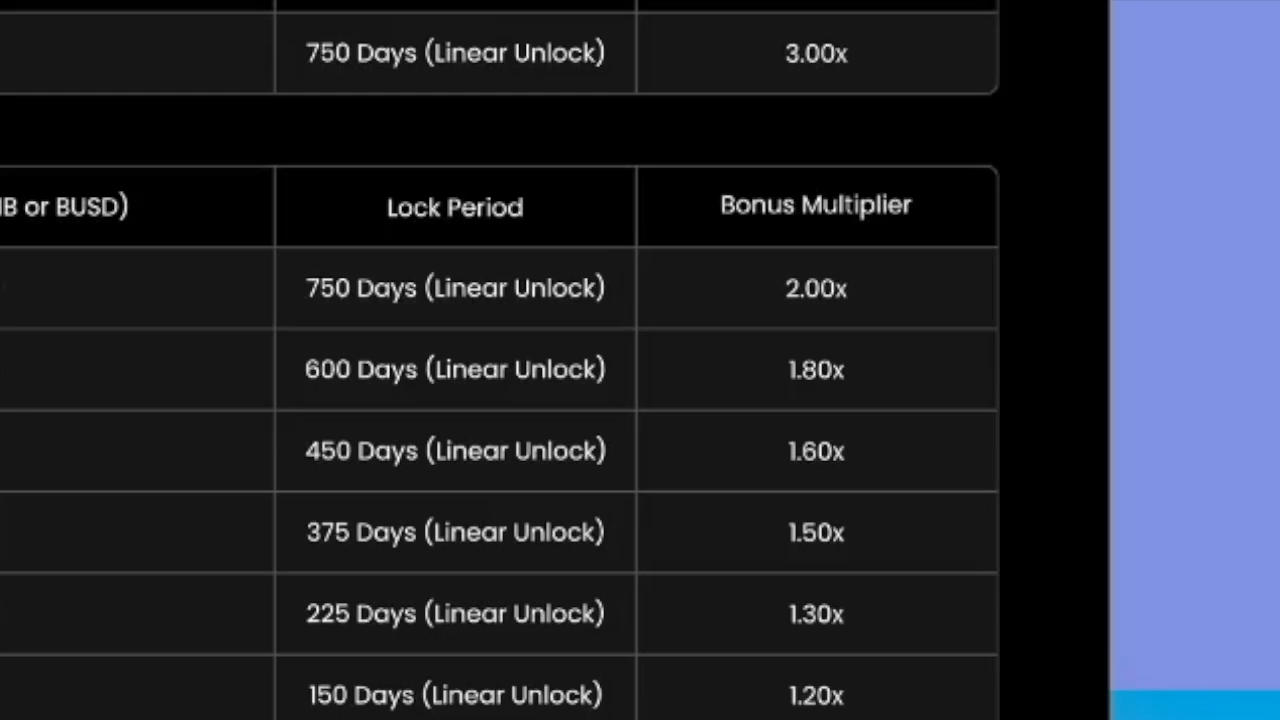 750 Days (Linear Unlock) 3.00x
or BUSD) Lock Period Bonus Multiplier
750 Days (Linear Unlock) 2.00x
600 Days (Linear Unlock) 1.80x
450 Days (Linear Unlock) 1.60x
375 Days (Linear Unlock) 1.50x
225 Days (Linear Unlock) 1.30x
150 Days (Linear Unlock) 1.20x